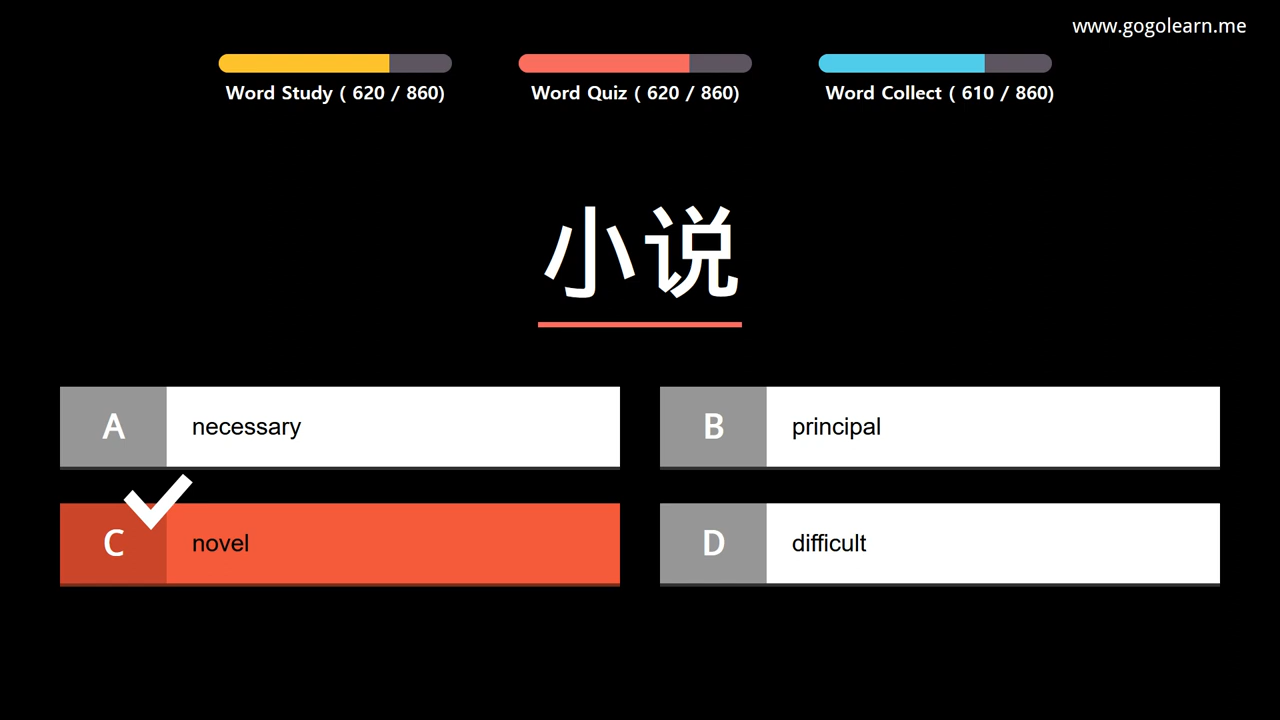 www.gogolearn.me
Word Study ( 620 / 860)
Word Quiz ( 620 / 860)
Word Collect ( 610 / 860)
小说
A necessary
B principal
C novel
D difficult